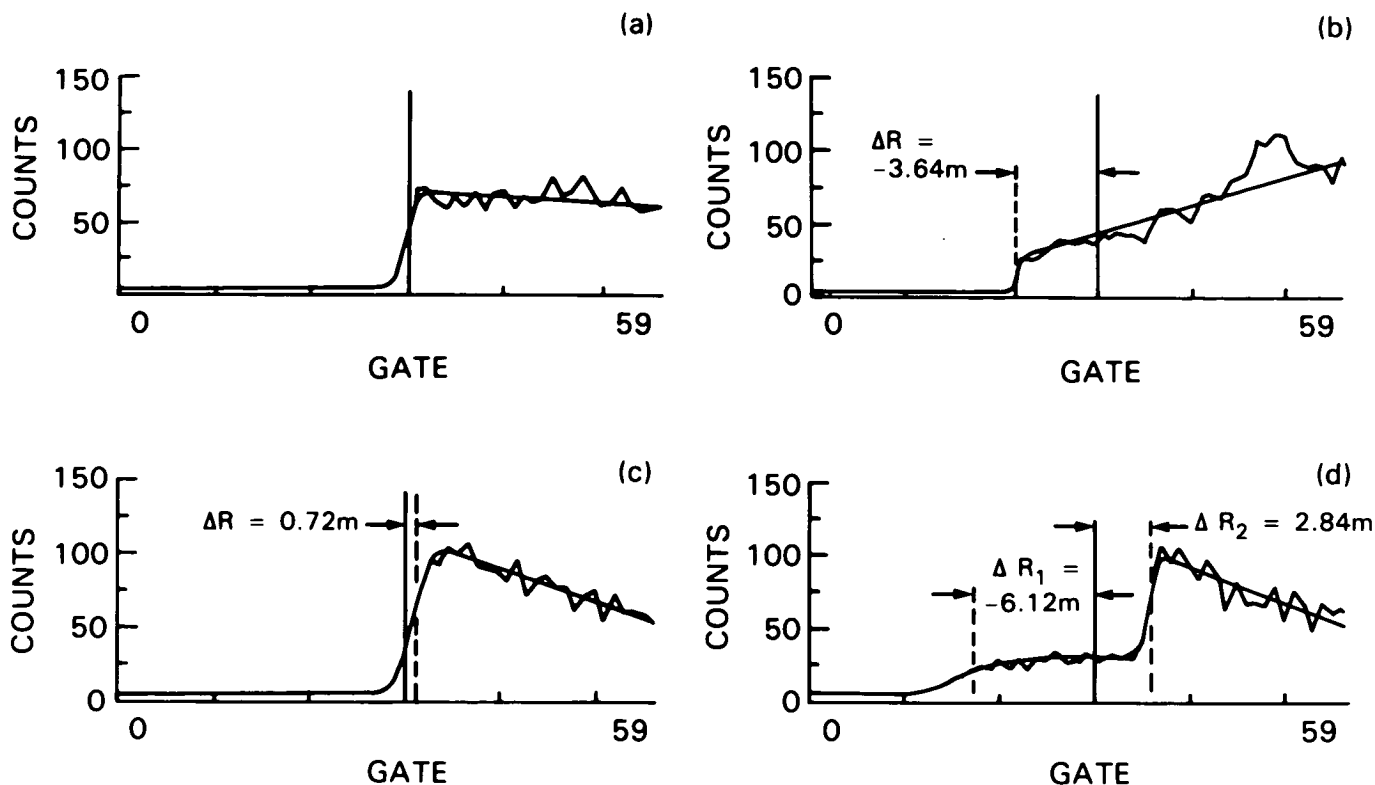 (a)
150
100
50
COUNTS
0
59
GATE
(b)
150
100
50
0
COUNTS
ΔR =
-3.64m
0
59
GATE
(c)
150
100
50
0
COUNTS
ΔR = 0.72m
0
59
GATE
(d)
150
100
50
0
COUNTS
Δ R1 =
-6.12m
Δ R2 = 2.84m
0
59
GATE